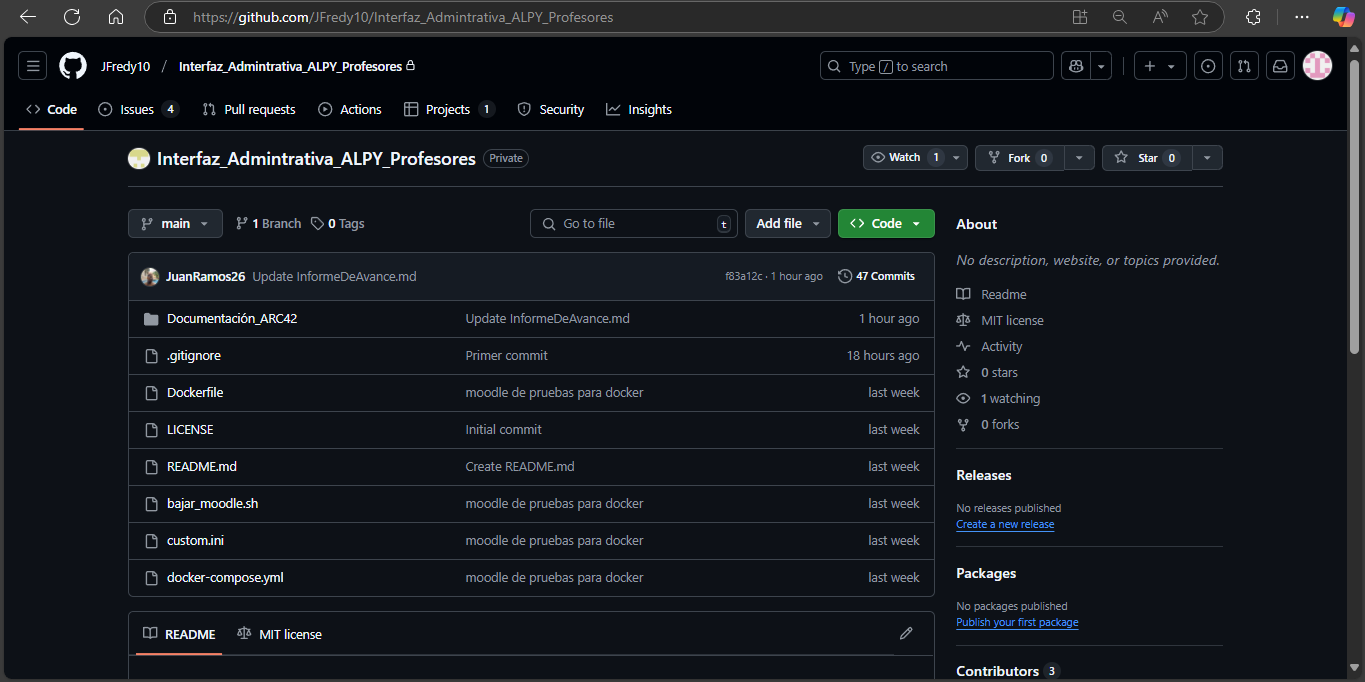 https://github.com/JFredy10/Interfaz_Admintrativa_ALPY_Profesores
JFredy10 / Interfaz_Admintrativa_ALPY_Profesores
Type / to search
Code
Issues 4
Pull requests
Actions
Projects 1
Security
Insights
Interfaz_Admintrativa_ALPY_Profesores Private
Watch 1
Fork 0
Star 0
main
1 Branch
0 Tags
Go to file t
Add file
Code
JuanRamos26 Update InformeDeAvance.md f83a12c · 1 hour ago 47 Commits
Documentación_ARC42 Update InformeDeAvance.md 1 hour ago
.gitignore Primer commit 18 hours ago
Dockerfile moodle de pruebas para docker last week
LICENSE Initial commit last week
README.md Create README.md last week
bajar_moodle.sh moodle de pruebas para docker last week
custom.ini moodle de pruebas para docker last week
docker-compose.yml moodle de pruebas para docker last week
README
MIT license
About
No description, website, or topics provided.
Readme
MIT license
Activity
0 stars
1 watching
0 forks
Releases
No releases published
Create a new release
Packages
No packages published
Publish your first package
Contributors 3